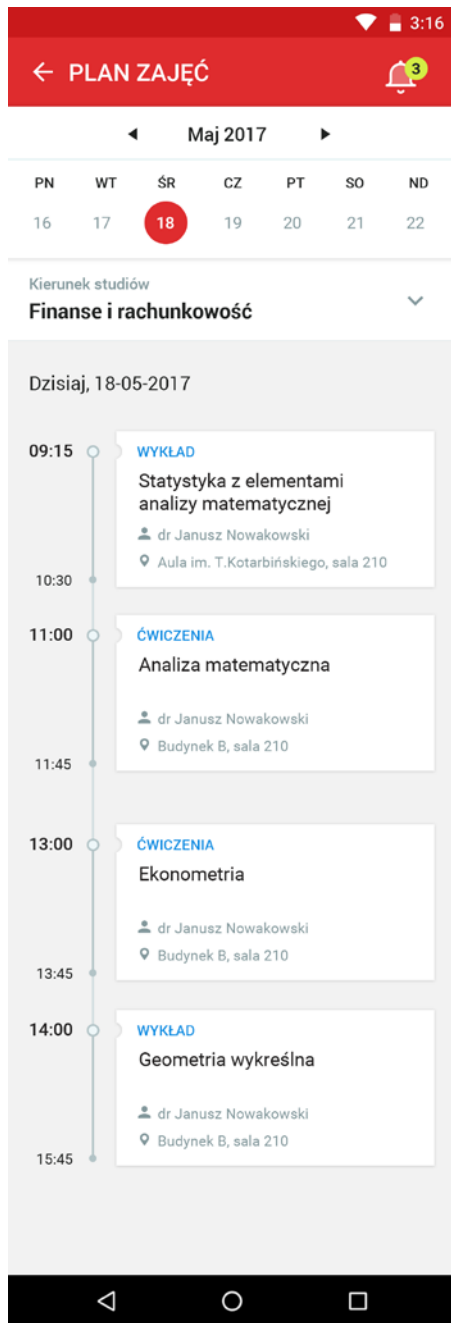 3:16
PLAN ZAJĘĆ
3
Maj 2017
PN WT ŚR CZ PT SO ND
16 17 18 19 20 21 22
Kierunek studiów
Finanse i rachunkowość
Dzisiaj, 18-05-2017
09:15
WYKŁAD
Statystyka z elementami
analizy matematycznej
dr Janusz Nowakowski
Aula im. T.Kotarbińskiego, sala 210
10:30
11:00
ĆWICZENIA
Analiza matematyczna
dr Janusz Nowakowski
Budynek B, sala 210
11:45
13:00
ĆWICZENIA
Ekonometria
dr Janusz Nowakowski
Budynek B, sala 210
13:45
14:00
WYKŁAD
Geometria wykreślna
dr Janusz Nowakowski
Budynek B, sala 210
15:45